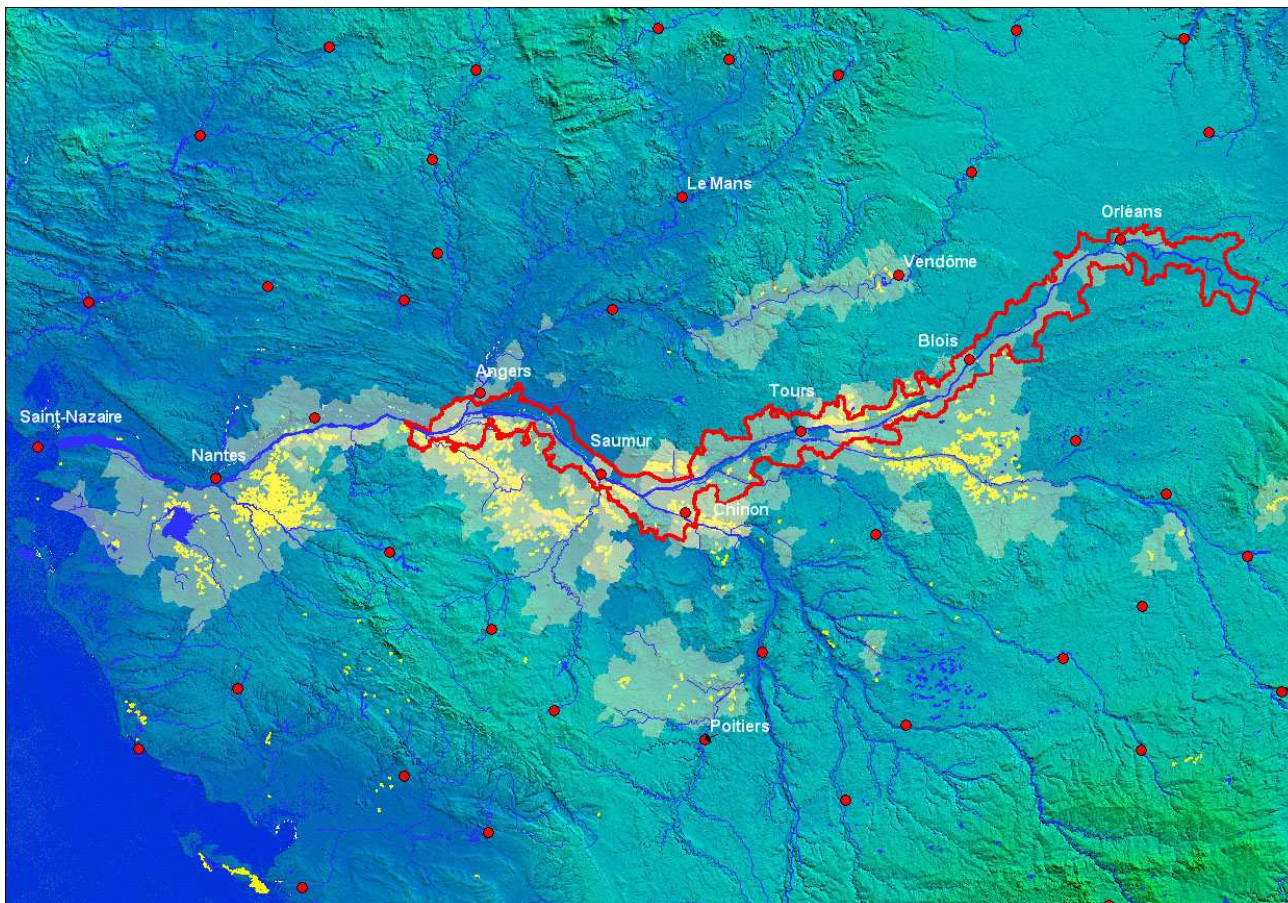 Le Mans
Orléans
Vendôme
Blois
Angers
Tours
Saint-Nazaire
Saumur
Nantes
Chinon
Poitiers